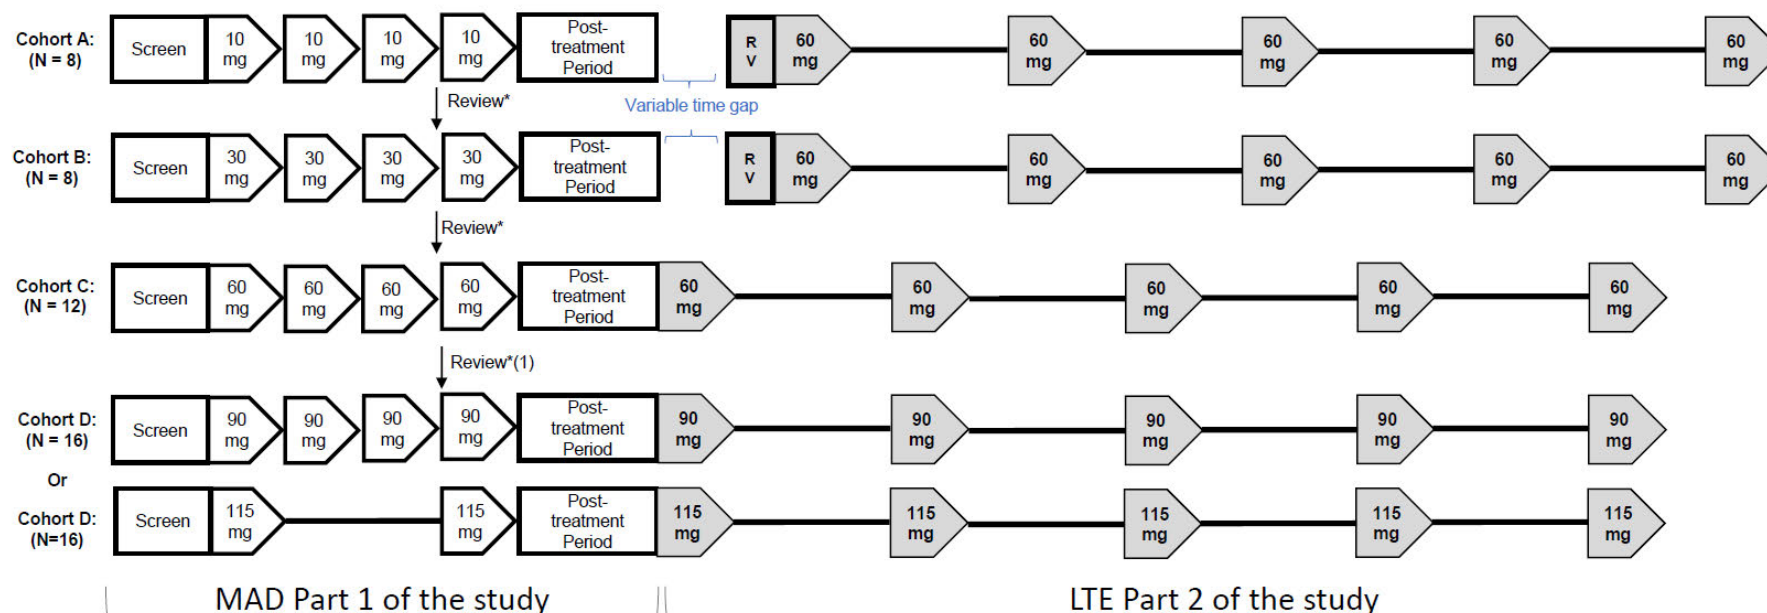 Cohort A:
(N = 8)
Screen
10
mg
10
mg
10
mg
10
mg
Post-
treatment
Period
R
V
60
mg
60
mg
60
mg
60
mg
60
mg
Review*
Variable time gap
Cohort B:
(N = 8)
Screen
30
mg
30
mg
30
mg
30
mg
Post-
treatment
Period
R
V
60
mg
60
mg
60
mg
60
mg
60
mg
Review*
Cohort C:
(N = 12)
Screen
60
mg
60
mg
60
mg
60
mg
Post-
treatment
Period
60
mg
60
mg
60
mg
60
mg
60
mg
Review*(1)
Cohort D:
(N = 16)
Screen
90
mg
90
mg
90
mg
90
mg
Post-
treatment
Period
90
mg
90
mg
90
mg
90
mg
90
mg
Or
Cohort D:
(N=16)
Screen
115
mg
115
mg
Post-
treatment
Period
115
mg
115
mg
115
mg
115
mg
115
mg
MAD Part 1 of the study
LTE Part 2 of the study